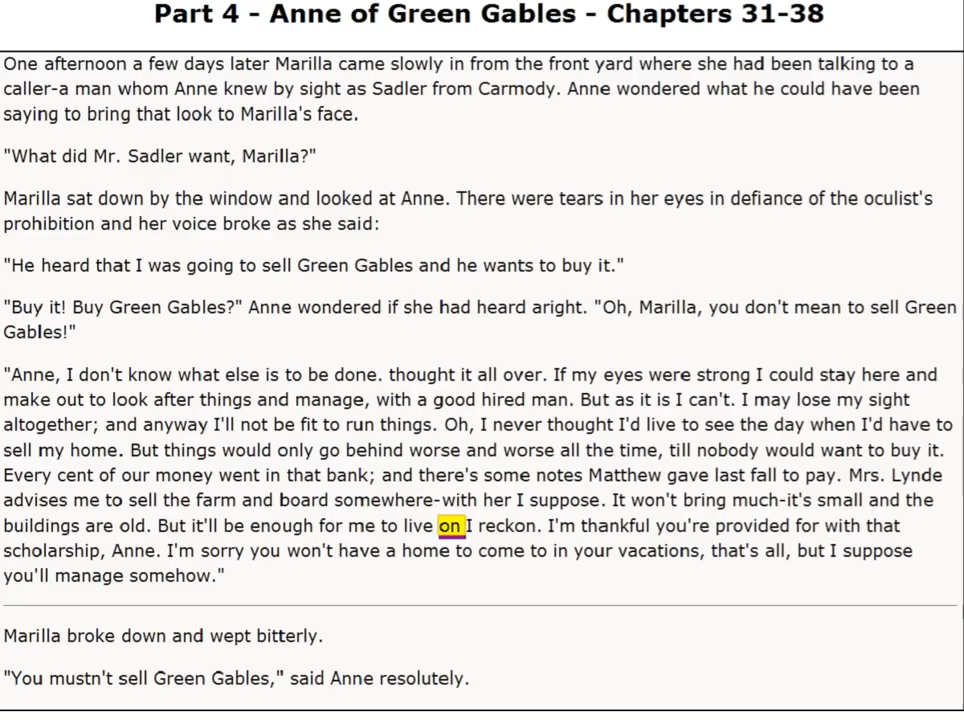 Part 4 - Anne of Green Gables - Chapters 31-38
One afternoon a few days later Marilla came slowly in from the front yard where she had been talking to a
caller-a man whom Anne knew by sight as Sadler from Carmody. Anne wondered what he could have been
saying to bring that look to Marilla's face.
"What did Mr. Sadler want, Marilla?"
Marilla sat down by the window and looked at Anne. There were tears in her eyes in defiance of the oculist's
prohibition and her voice broke as she said:
"He heard that I was going to sell Green Gables and he wants to buy it."
"Buy it! Buy Green Gables?" Anne wondered if she had heard aright. "Oh, Marilla, you don't mean to sell Green
Gables!"
"Anne, I don't know what else is to be done. thought it all over. If my eyes were strong I could stay here and
make out to look after things and manage, with a good hired man. But as it is I can't. I may lose my sight
altogether; and anyway I'll not be fit to run things. Oh, I never thought I'd live to see the day when I'd have to
sell my home. But things would only go behind worse and worse all the time, till nobody would want to buy it.
Every cent of our money went in that bank; and there's some notes Matthew gave last fall to pay. Mrs. Lynde
advises me to sell the farm and board somewhere-with her I suppose. It won't bring much-it's small and the
buildings are old. But it'll be enough for me to live on I reckon. I'm thankful you're provided for with that
scholarship, Anne. I'm sorry you won't have a home to come to in your vacations, that's all, but I suppose
you'll manage somehow."
Marilla broke down and wept bitterly.
"You mustn't sell Green Gables," said Anne resolutely.